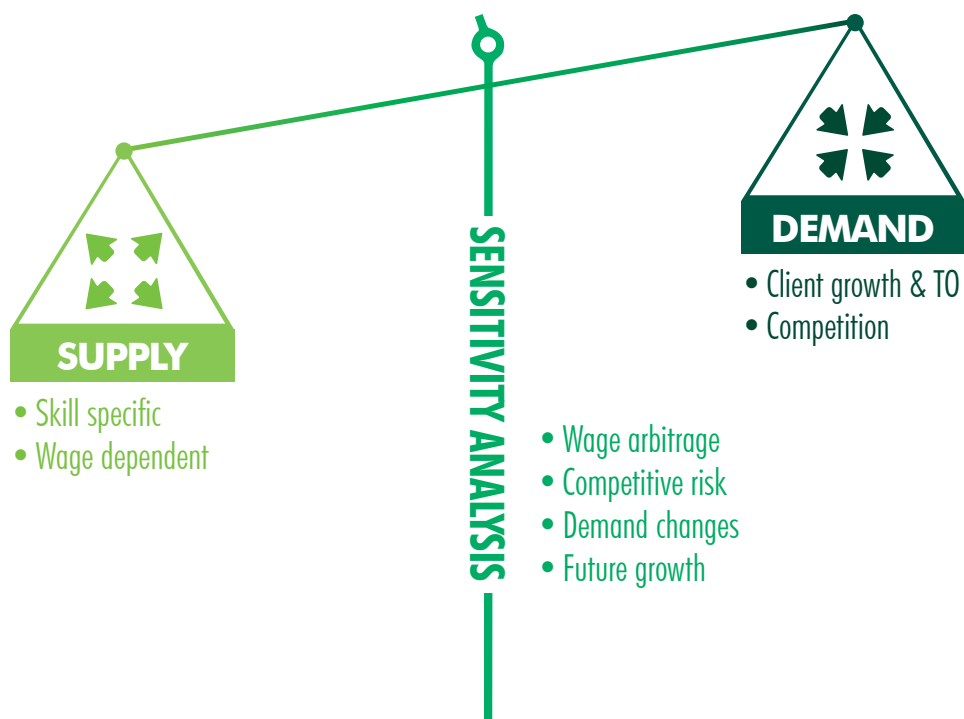 DEMAND
• Client growth & TO
• Competition
SUPPLY
• Skill specific
• Wage dependent
SENSITIVITY ANALYSIS
• Wage arbitrage
• Competitive risk
• Demand changes
• Future growth